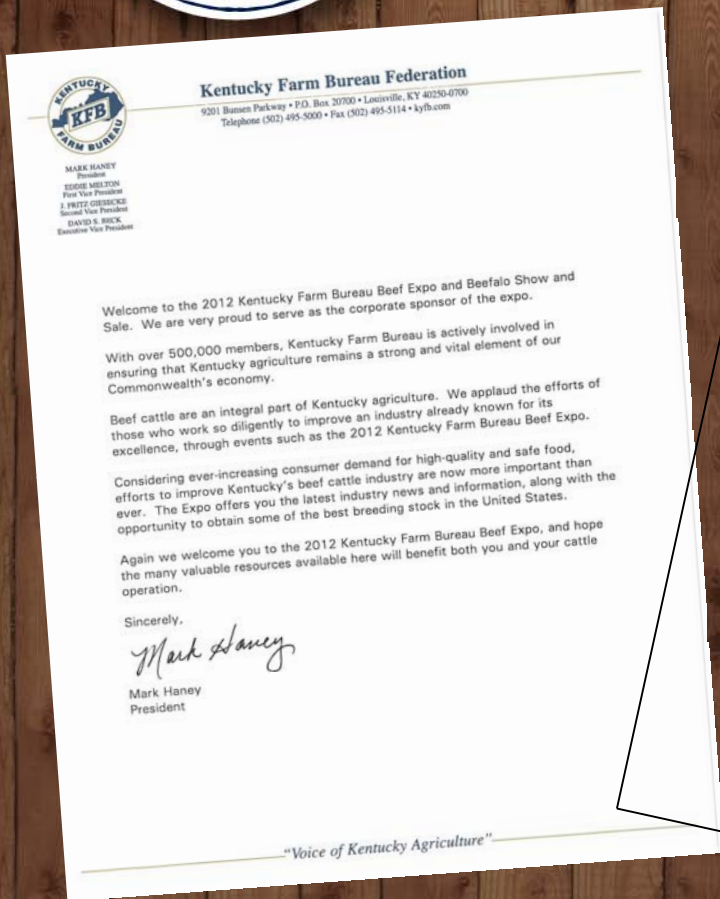 KENTUCKY
KFB
FARM BUREAU
Kentucky Farm Bureau Federation
9201 Bunsen Parkway • P.O. Box 20700 • Louisville, KY 40250-0700
Telephone (502) 495-5000 • Fax (502) 495-5114 • kyfb.com
MARK HANEY
President
EDDIE MELTON
First Vice President
J. FRITZ GIESECKE
Second Vice President
DAVID S. BECK
Executive Vice President
Welcome to the 2012 Kentucky Farm Bureau Beef Expo and Beefalo Show and
Sale. We are very proud to serve as the corporate sponsor of the expo.
With over 500,000 members, Kentucky Farm Bureau is actively involved in
ensuring that Kentucky agriculture remains a strong and vital element of our
Commonwealth's economy.
Beef cattle are an integral part of Kentucky agriculture. We applaud the efforts of
those who work so diligently to improve an industry already known for its
excellence, through events such as the 2012 Kentucky Farm Bureau Beef Expo.
Considering ever-increasing consumer demand for high-quality and safe food,
efforts to improve Kentucky's beef cattle industry are now more important than
ever. The Expo offers you the latest industry news and information, along with the
opportunity to obtain some of the best breeding stock in the United States.
Again we welcome you to the 2012 Kentucky Farm Bureau Beef Expo, and hope
the many valuable resources available here will benefit both you and your cattle
operation.
Sincerely,
Mark Haney
Mark Haney
President
"Voice of Kentucky Agriculture"